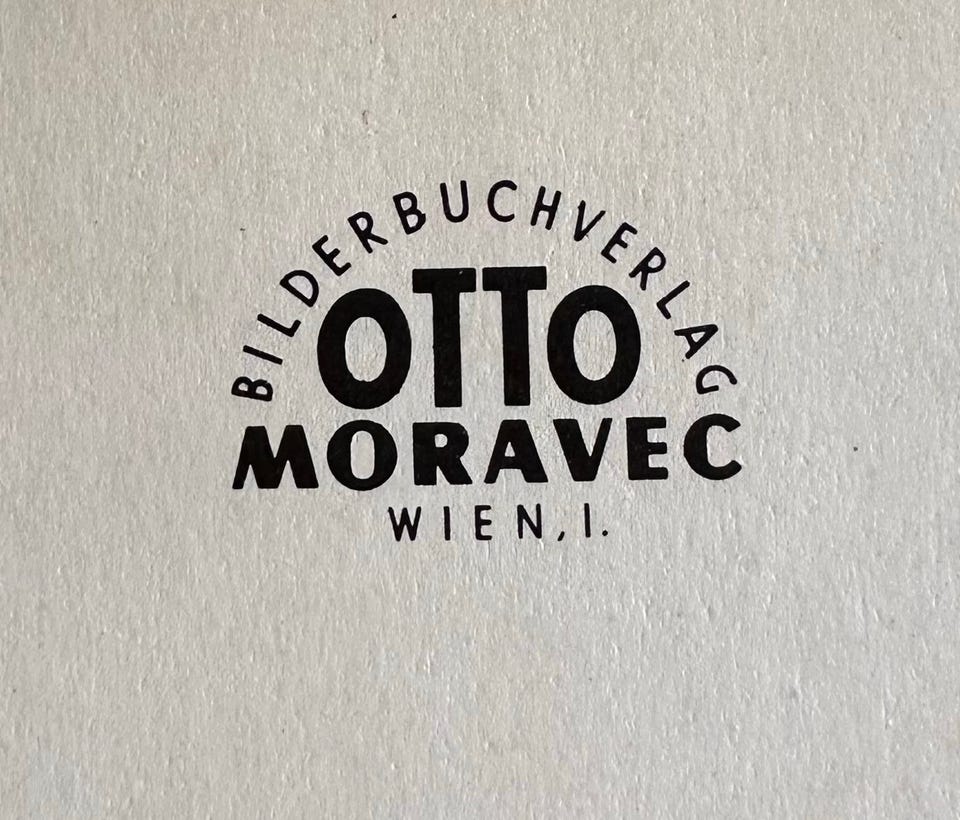 BILDERBUCHVERLAG
OTTO
MORAVEC
WIEN, I.